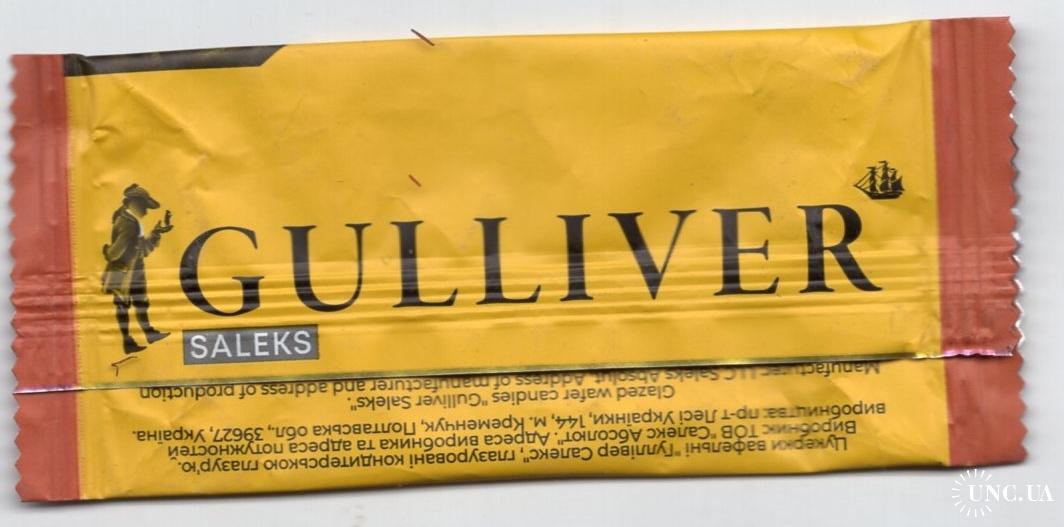 GULLIVER
SALEKS
Цукерки вафельні "Гуллівер Салекс", глазуровані кондитерською глазур'ю.
Виробник: ТОВ "Салекс Абсолют". Адреса виробника та адреса потужностей
виробництва: пр-т Лесі Українки, 144, м. Кременчук, Полтавська обл., 39627, Україна.
Glazed wafer candies "Gulliver Saleks".
Manufacturer: LLC Saleks Absolut. Address of manufacturer and address of production
UNC.UA